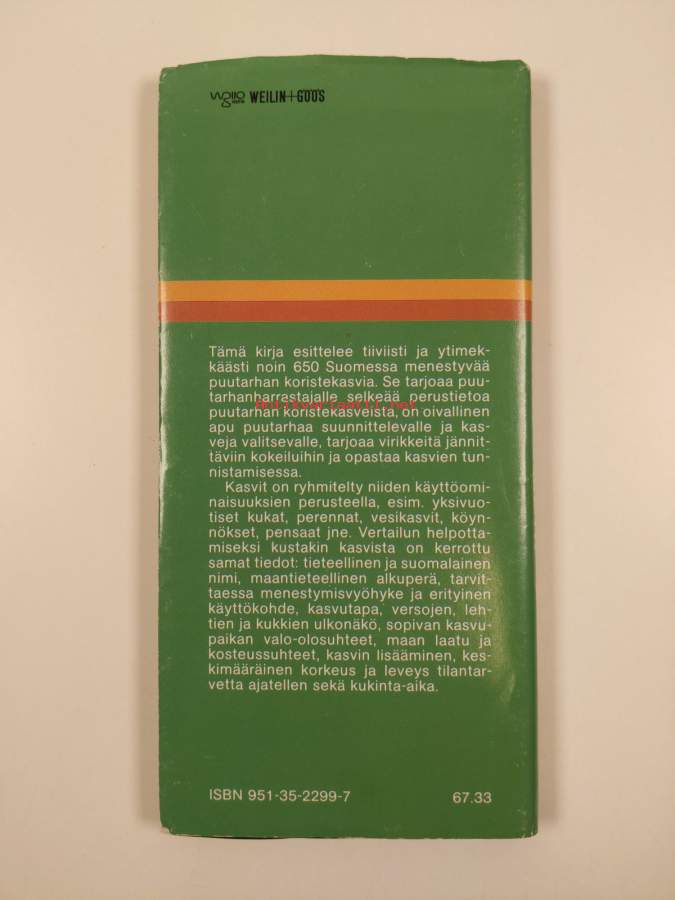 WEILIN+GÖÖS
Tämä kirja esittelee tiiviisti ja ytimek-
käästi noin 650 Suomessa menestyvää
puutarhan koristekasvia. Se tarjoaa puu-
tarhanharrastajalle selkeää perustietoa
puutarhan koristekasveista, on oivallinen
apu puutarhaa suunnittelevalle ja kas-
veja valitsevalle, tarjoaa virikkeitä jännit-
täviin kokeiluihin ja opastaa kasvien tun-
nistamisessa.
Kasvit on ryhmitelty niiden käyttöomi-
naisuuksien perusteella, esim. yksivuo-
tiset kukat, perennat, vesikasvit, köyn-
nökset, pensaat jne. Vertailun helpotta-
miseksi kustakin kasvista on kerrottu
samat tiedot: tieteellinen ja suomalainen
nimi, maantieteellinen alkuperä, tarvit-
taessa menestymisvyöhyke ja erityinen
käyttökohde, kasvutapa, versojen, leh-
tien ja kukkien ulkonäkö, sopivan kasvu-
paikan valo-olosuhteet, maan laatu ja
kosteussuhteet, kasvin lisääminen, kes-
kimääräinen korkeus ja leveys tilantar-
vetta ajatellen sekä kukinta-aika.
ISBN 951-35-2299-7 67.33
Antikvariaatti.net